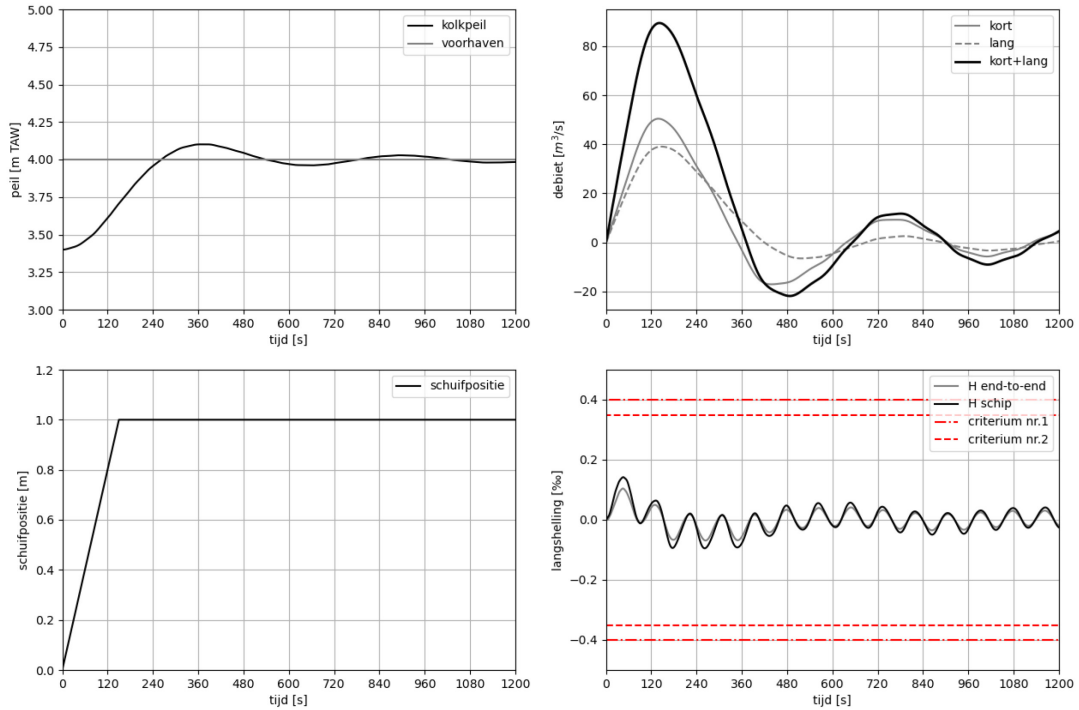 5.00
4.75
4.50
4.25
4.00
3.75
3.50
3.25
3.00
peil [m TAW]
kolkpeil
voorhaven
0 120 240 360 480 600 720 840 960 1080 1200
tijd [s]
80
60
40
20
0
−20
debiet [m³/s]
kort
lang
kort+lang
0 120 240 360 480 600 720 840 960 1080 1200
tijd [s]
1.2
1.0
0.8
0.6
0.4
0.2
0.0
schuifpositie [m]
schuifpositie
0 120 240 360 480 600 720 840 960 1080 1200
tijd [s]
0.4
0.2
0.0
−0.2
−0.4
langshelling [‰]
H end-to-end
H schip
criterium nr.1
criterium nr.2
0 120 240 360 480 600 720 840 960 1080 1200
tijd [s]